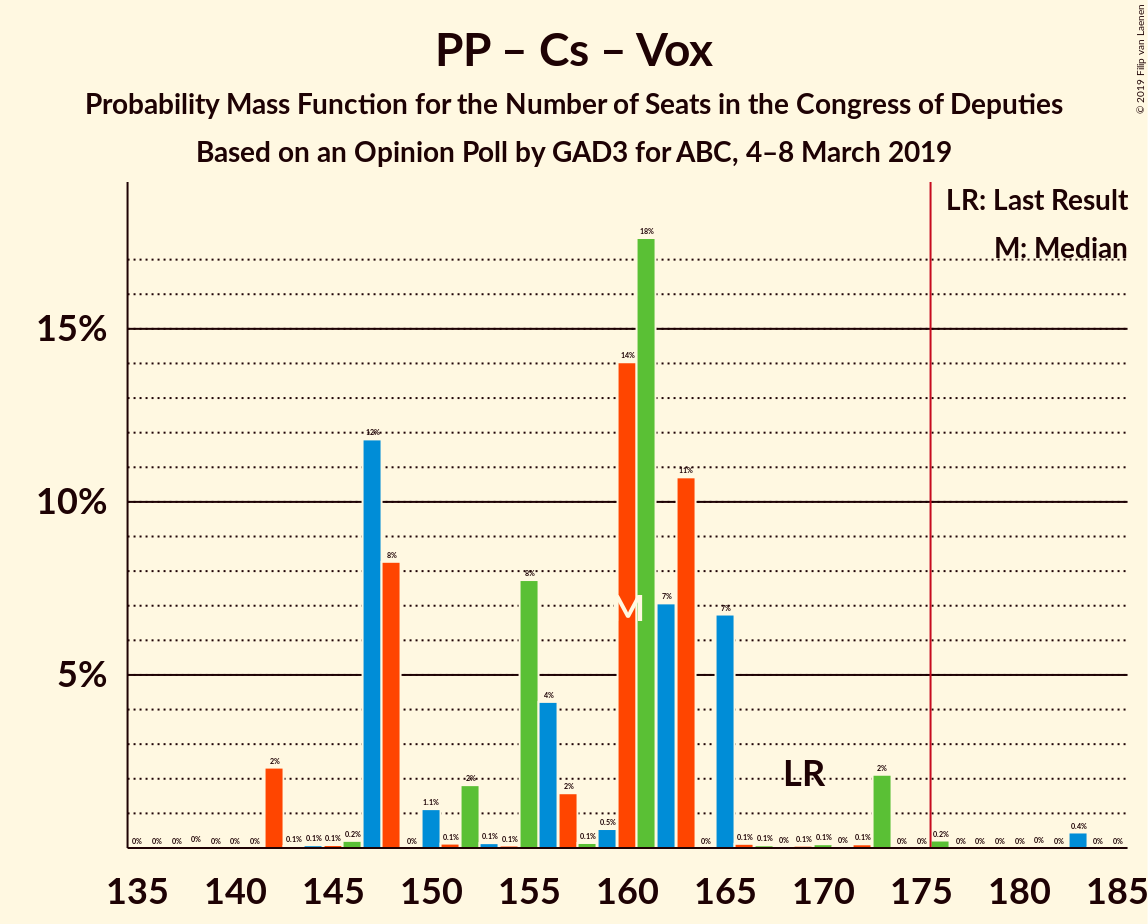 PP – Cs – Vox
Probability Mass Function for the Number of Seats in the Congress of Deputies
Based on an Opinion Poll by GAD3 for ABC, 4–8 March 2019
© 2019 Filip van Laenen
LR: Last Result
M: Median
15%
10%
5%
0% 0% 0% 0% 0% 0% 0% 2% 0.1% 0.1% 0.1% 0.2% 12% 8% 0% 1.1% 0.1% 2% 0.1% 0.1% 8% 4% 2% 0.1% 0.5% 14% 18% 7% 11% 0% 7% 0.1% 0.1% 0% 0.1% 0.1% 0% 0.1% 2% 0% 0% 0.2% 0% 0% 0% 0% 0% 0% 0.4% 0% 0%
M
LR
135 140 145 150 155 160 165 170 175 180 185